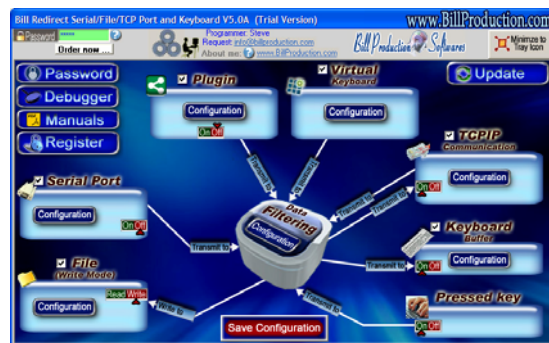 Bill Redirect Serial/File/TCP Port and Keyboard V5.0A (Trial Version)
www.BillProduction.com
Password
*****
Order now ...
Programmer: Steve
Request: info@billproduction.com
About me: www.BillProduction.com
Bill Production Softwares
Minimize to
Tray Icon
Password
Debugger
Manuals
Register
Plugin
Configuration
On Off
Virtual
Keyboard
Configuration
Update
TCPIP
Communication
On Off
Configuration
Serial Port
Configuration
On Off
Transmit to
Transmit to
Transmit to
Transmit to
Transmit to
Data
Filtering
Configuration
Keyboard
Buffer
On Off
Configuration
Transmit to
File
(Write Mode)
Read Write
Configuration
Write to
Transmit to
Pressed key
On Off
Save Configuration